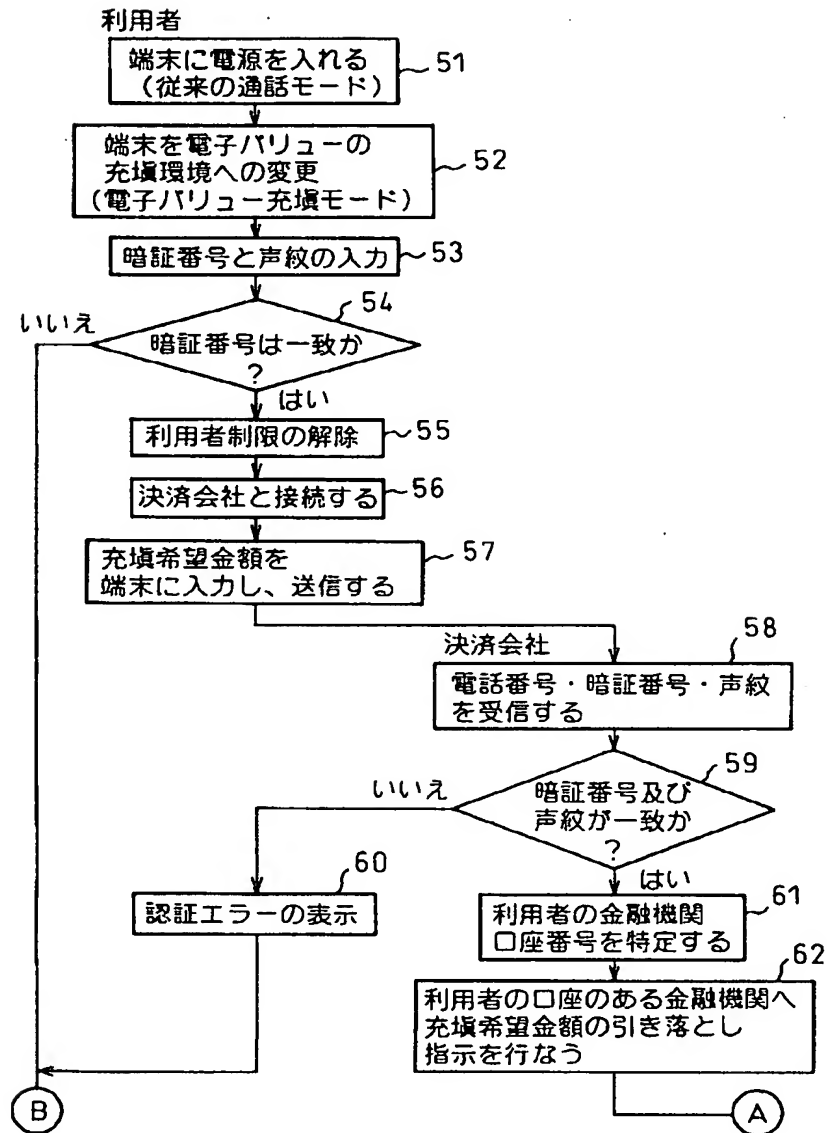 利用者
端末に電源を入れる
(従来の通話モード)
51
端末を電子バリューの
充塡環境への変更
(電子バリュー充塡モード)
52
暗証番号と声紋の入力
53
54
いいえ
暗証番号は一致か
?
はい
利用者制限の解除
55
決済会社と接続する
56
充塡希望金額を
端末に入力し、送信する
57
決済会社
58
電話番号・暗証番号・声紋
を受信する
59
いいえ
暗証番号及び
声紋が一致か
?
はい
60
認証エラーの表示
61
利用者の金融機関
口座番号を特定する
62
利用者の口座のある金融機関へ
充塡希望金額の引き落とし
指示を行なう
B
A